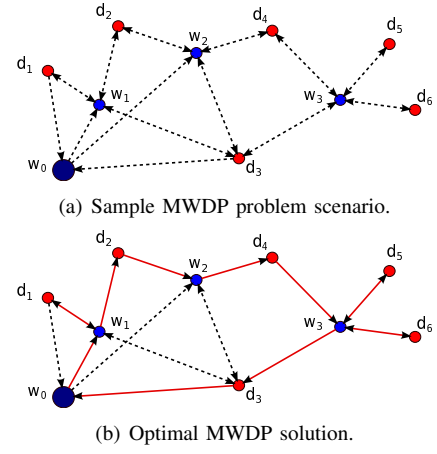 d₂
d₄
d₅
w₂
d₁
w₁
w₃
d₆
w₀
d₃
(a) Sample MWDP problem scenario.
d₂
d₄
d₅
w₂
d₁
w₁
w₃
d₆
w₀
d₃
(b) Optimal MWDP solution.